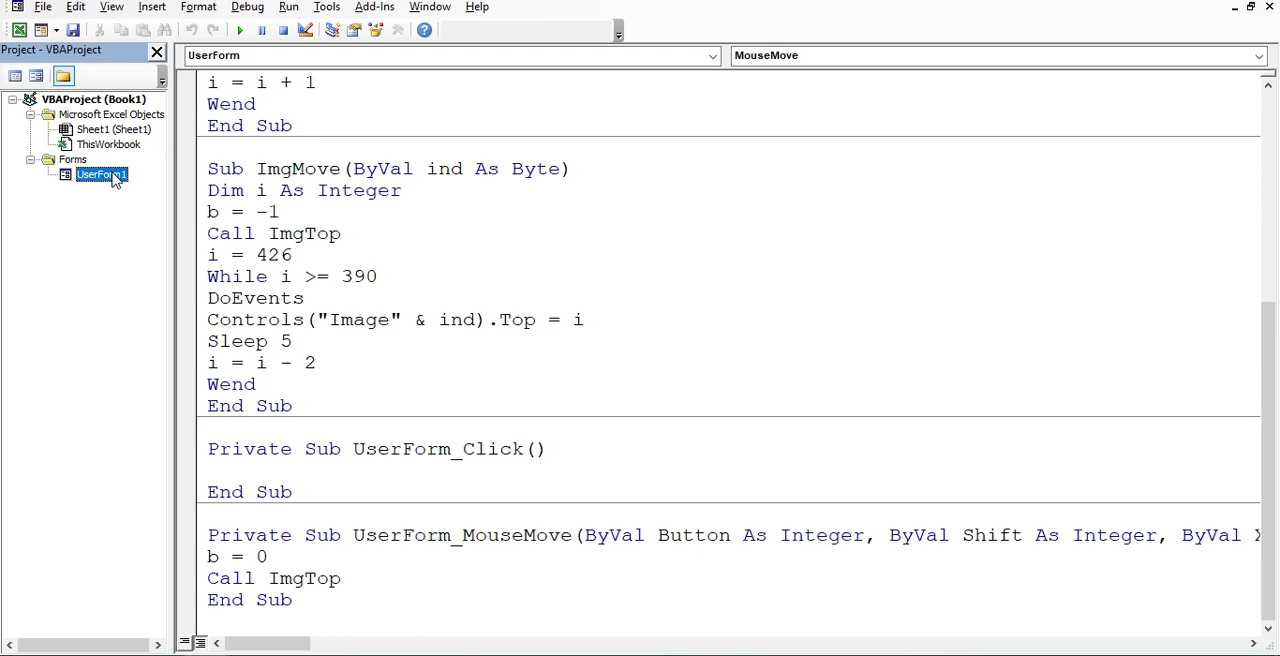 File Edit View Insert Format Debug Run Tools Add-Ins Window Help
Project - VBAProject
UserForm MouseMove
VBAProject (Book1)
Microsoft Excel Objects
Sheet1 (Sheet1)
ThisWorkbook
Forms
UserForm1
i = i + 1
Wend
End Sub
Sub ImgMove(ByVal ind As Byte)
Dim i As Integer
b = -1
Call ImgTop
i = 426
While i >= 390
DoEvents
Controls("Image" & ind).Top = i
Sleep 5
i = i - 2
Wend
End Sub
Private Sub UserForm_Click()
End Sub
Private Sub UserForm_MouseMove(ByVal Button As Integer, ByVal Shift As Integer, ByVal
b = 0
Call ImgTop
End Sub